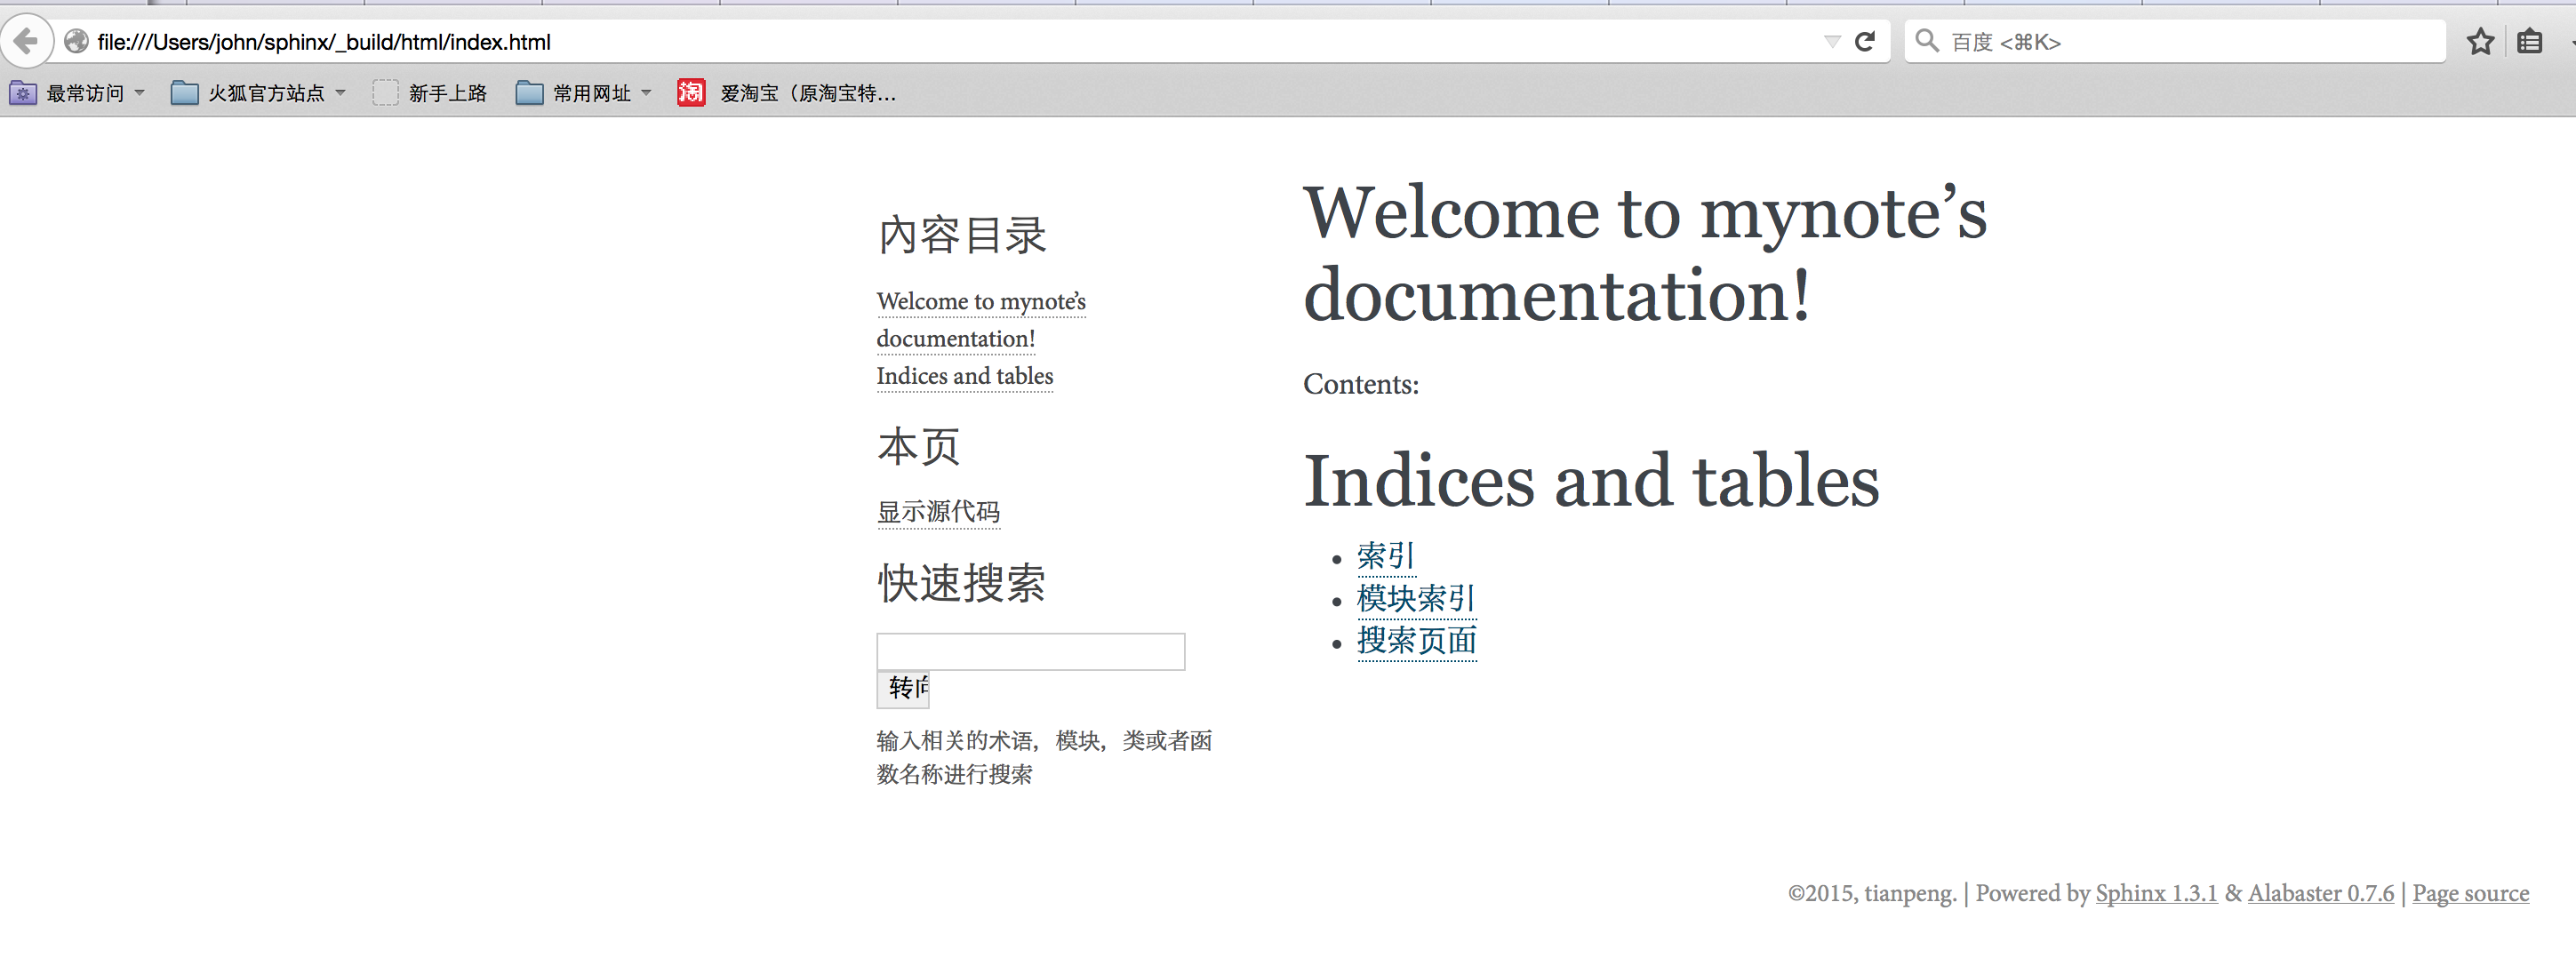 file:///Users/john/sphinx/_build/html/index.html
百度 <⌘K>
最常访问
火狐官方站点
新手上路
常用网址
淘
爱淘宝（原淘宝特...
內容目录
Welcome to mynote’s
documentation!
Indices and tables
本页
显示源代码
快速搜索
转向
输入相关的术语，模块，类或者函
数名称进行搜索
Welcome to mynote’s
documentation!
Contents:
Indices and tables
• 索引
• 模块索引
• 搜索页面
©2015, tianpeng. | Powered by Sphinx 1.3.1 & Alabaster 0.7.6 | Page source